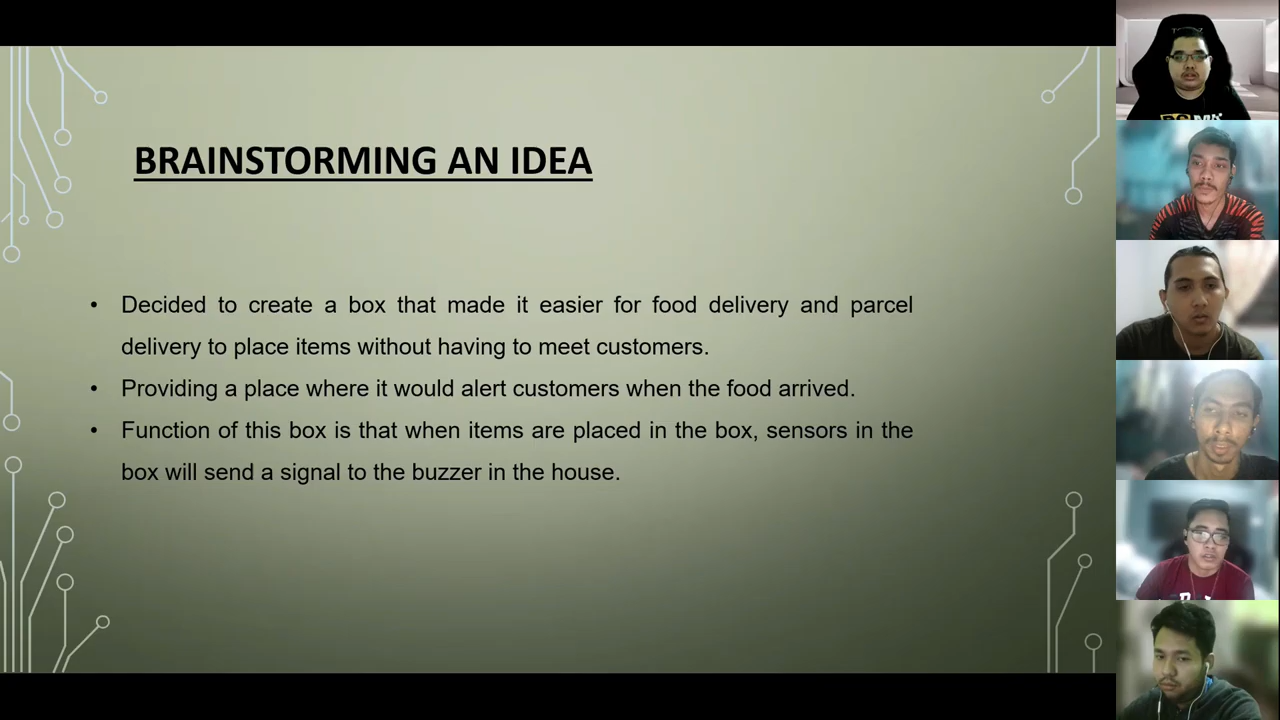 BRAINSTORMING AN IDEA
• Decided to create a box that made it easier for food delivery and parcel
delivery to place items without having to meet customers.
• Providing a place where it would alert customers when the food arrived.
• Function of this box is that when items are placed in the box, sensors in the
box will send a signal to the buzzer in the house.